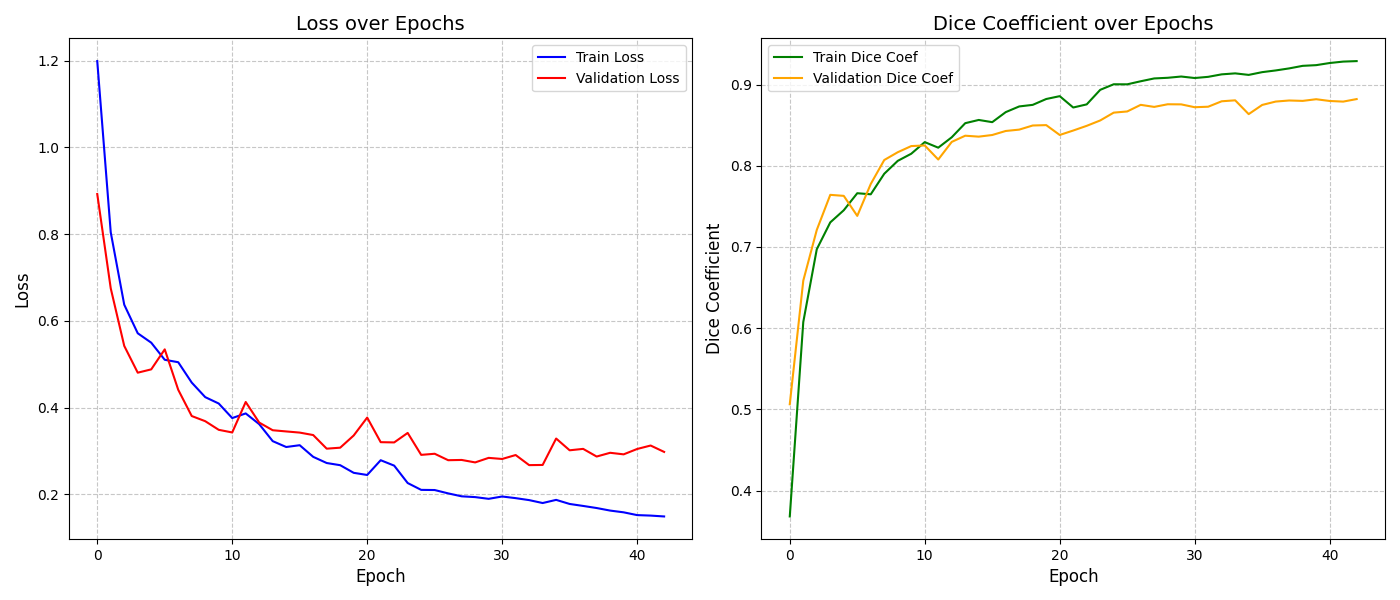 Loss over Epochs
Train Loss
Validation Loss
1.2
1.0
0.8
0.6
0.4
0.2
Loss
0 10 20 30 40
Epoch
Dice Coefficient over Epochs
Train Dice Coef
Validation Dice Coef
0.9
0.8
0.7
0.6
0.5
0.4
Dice Coefficient
0 10 20 30 40
Epoch